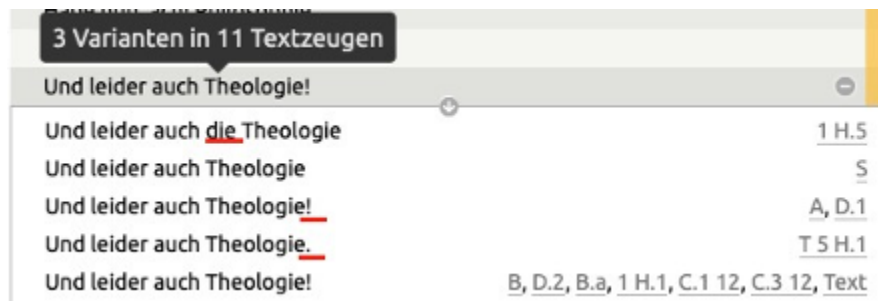 3 Varianten in 11 Textzeugen
Und leider auch Theologie!
Und leider auch die Theologie 1 H.5
Und leider auch Theologie S
Und leider auch Theologie! A, D.1
Und leider auch Theologie. T 5 H.1
Und leider auch Theologie! B, D.2, B.a, 1 H.1, C.1 12, C.3 12, Text